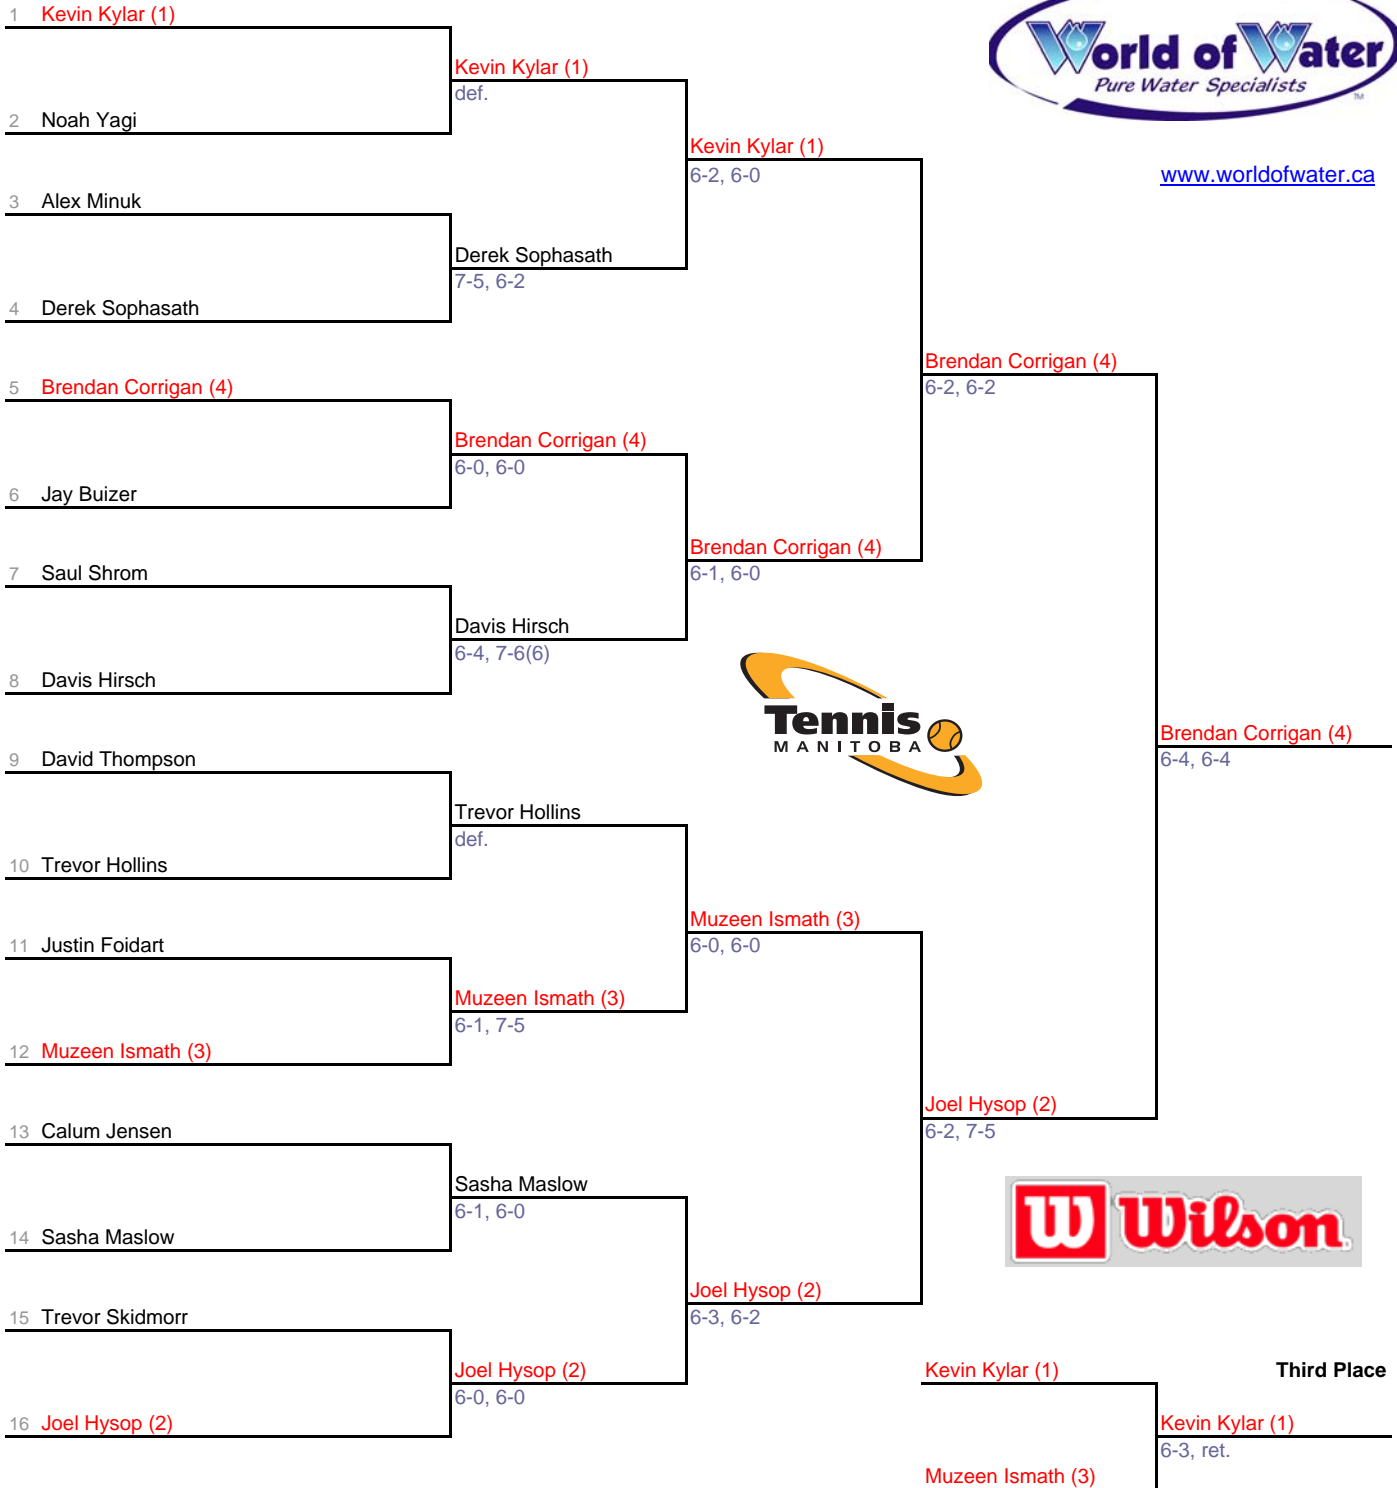 World of Water
Pure Water Specialists
TM
www.worldofwater.ca
1 Kevin Kylar (1)
Kevin Kylar (1)
def.
2 Noah Yagi
Kevin Kylar (1)
6-2, 6-0
3 Alex Minuk
Derek Sophasath
7-5, 6-2
4 Derek Sophasath
Brendan Corrigan (4)
6-2, 6-2
5 Brendan Corrigan (4)
Brendan Corrigan (4)
6-0, 6-0
6 Jay Buizer
Brendan Corrigan (4)
6-1, 6-0
7 Saul Shrom
Davis Hirsch
6-4, 7-6(6)
8 Davis Hirsch
Tennis
MANITOBA
Brendan Corrigan (4)
6-4, 6-4
9 David Thompson
Trevor Hollins
def.
10 Trevor Hollins
Muzeen Ismath (3)
6-0, 6-0
11 Justin Foidart
Muzeen Ismath (3)
6-1, 7-5
12 Muzeen Ismath (3)
Joel Hysop (2)
6-2, 7-5
13 Calum Jensen
Sasha Maslow
6-1, 6-0
14 Sasha Maslow
W Wilson
Joel Hysop (2)
6-3, 6-2
15 Trevor Skidmorr
Joel Hysop (2)
6-0, 6-0
16 Joel Hysop (2)
Kevin Kylar (1)
Third Place
Kevin Kylar (1)
6-3, ret.
Muzeen Ismath (3)